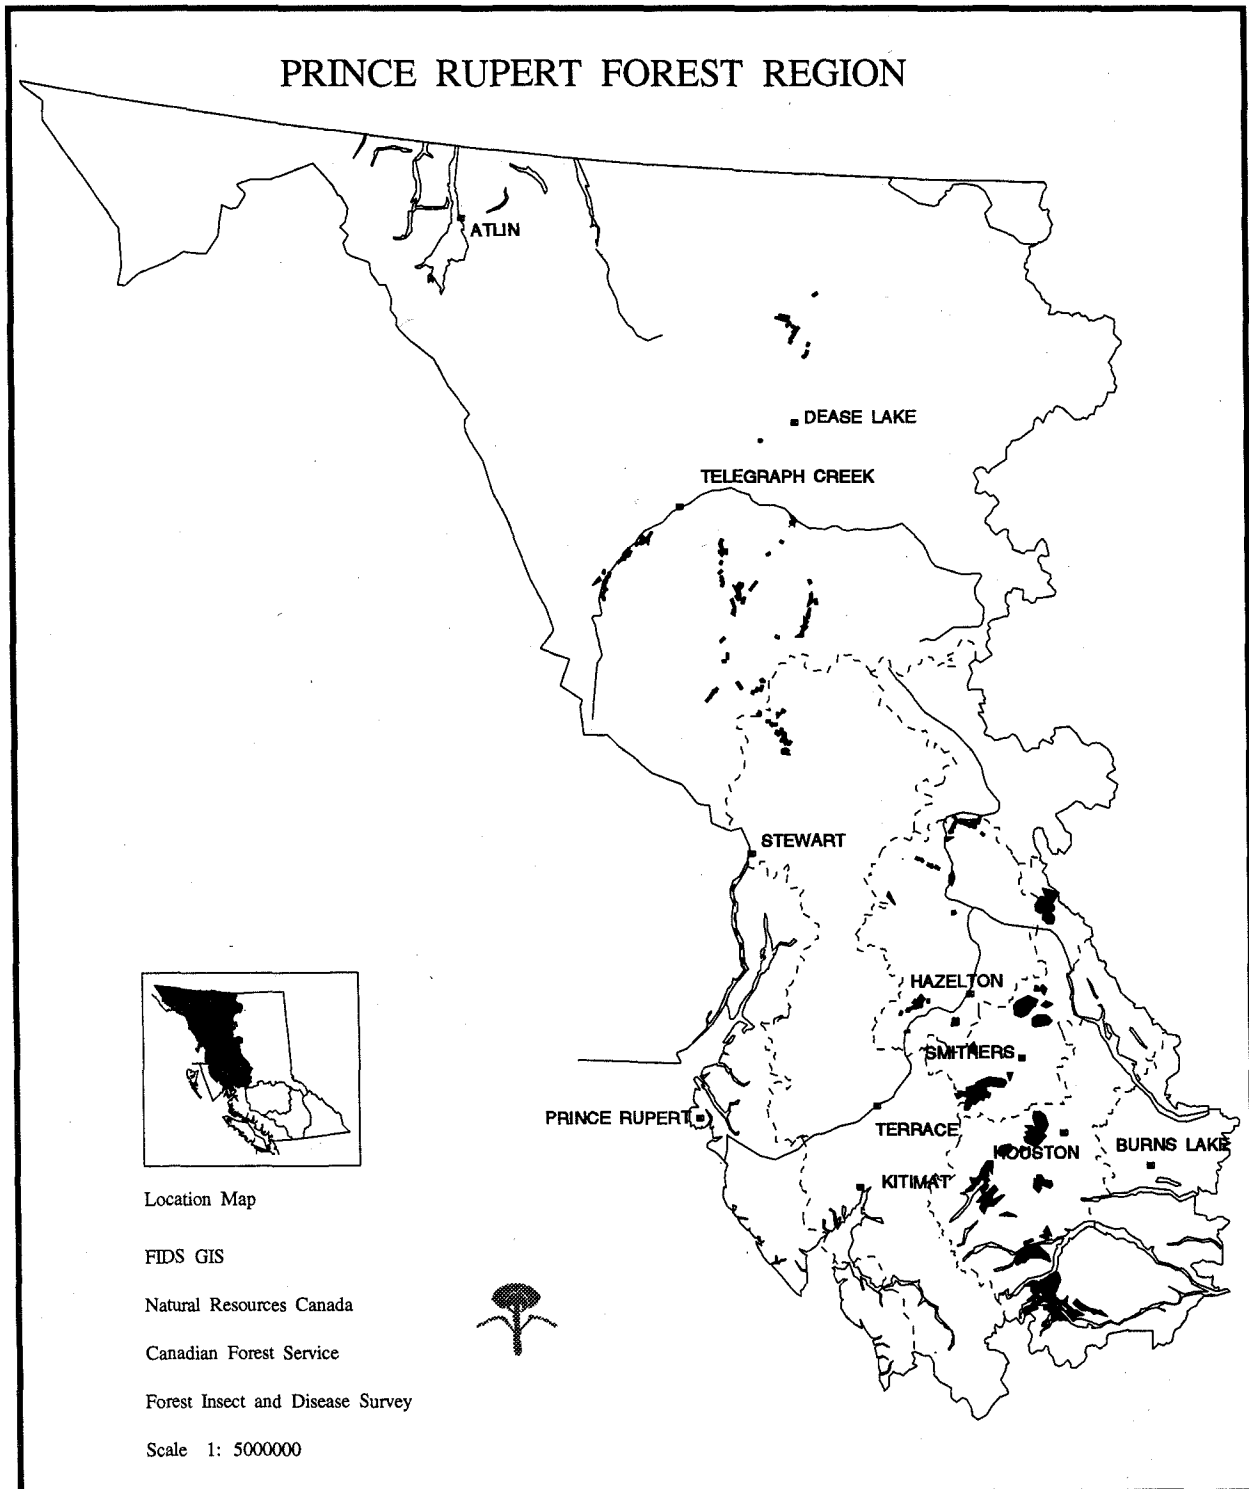 PRINCE RUPERT FOREST REGION
ATLIN
DEASE LAKE
TELEGRAPH CREEK
STEWART
HAZELTON
SMITHERS
PRINCE RUPERT
TERRACE
HOUSTON
BURNS LAKE
KITIMAT
Location Map
FIDS GIS
Natural Resources Canada
Canadian Forest Service
Forest Insect and Disease Survey
Scale 1: 5000000